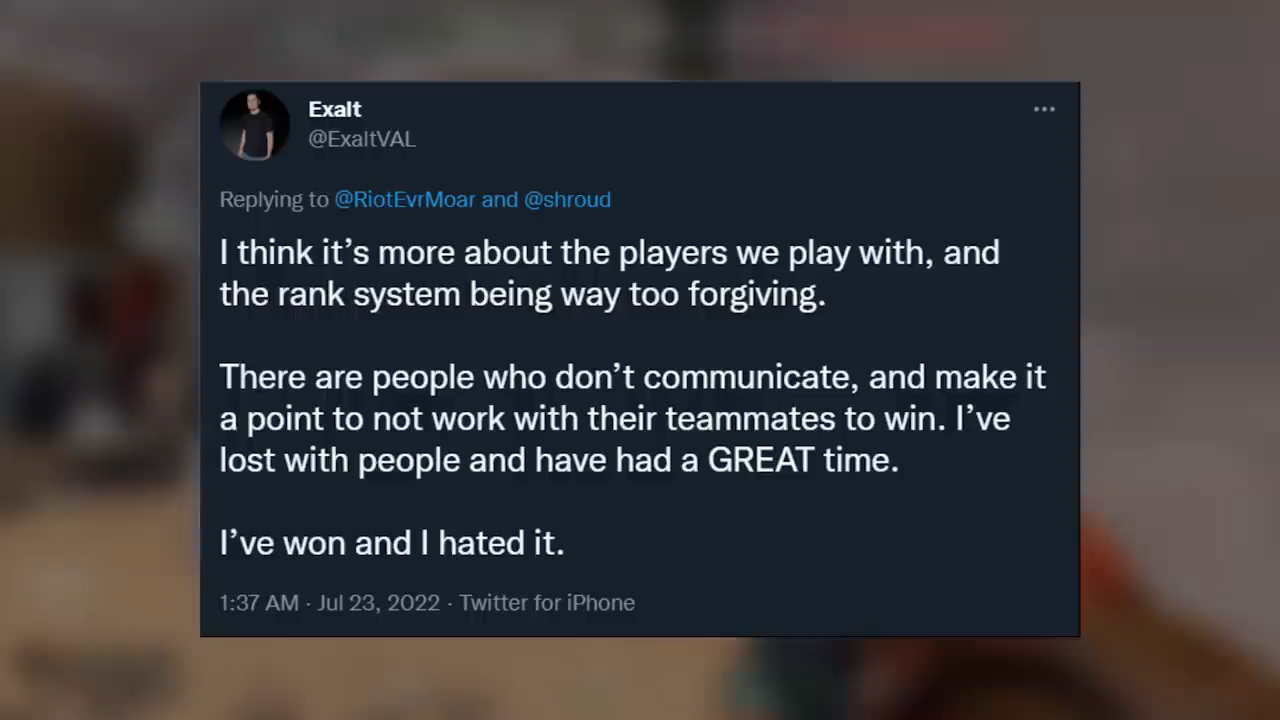 Exalt
@ExaltVAL
Replying to @RiotEvrMoar and @shroud
I think it’s more about the players we play with, and
the rank system being way too forgiving.
There are people who don’t communicate, and make it
a point to not work with their teammates to win. I’ve
lost with people and have had a GREAT time.
I’ve won and I hated it.
1:37 AM · Jul 23, 2022 · Twitter for iPhone